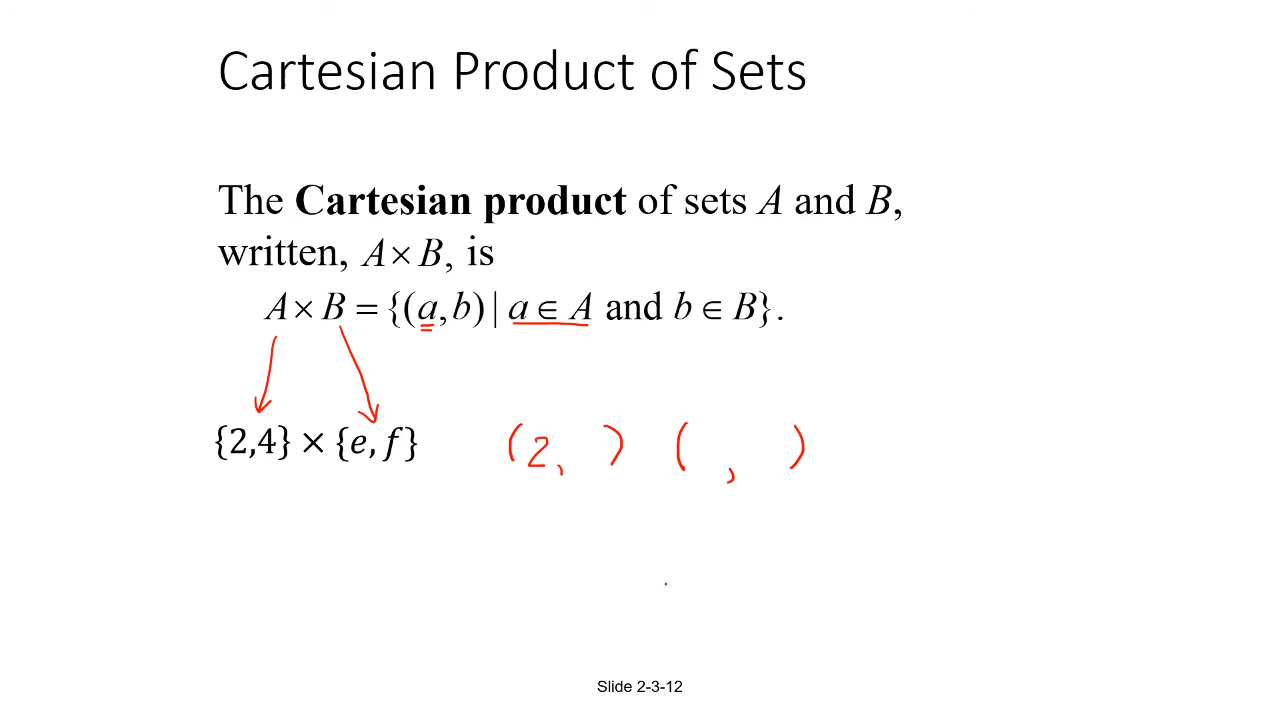 Cartesian Product of Sets
The Cartesian product of sets A and B,
written, A × B, is
A × B = {(a, b) | a ∈ A and b ∈ B}.
{2,4} × {e, f} (2, ) ( , )
Slide 2-3-12